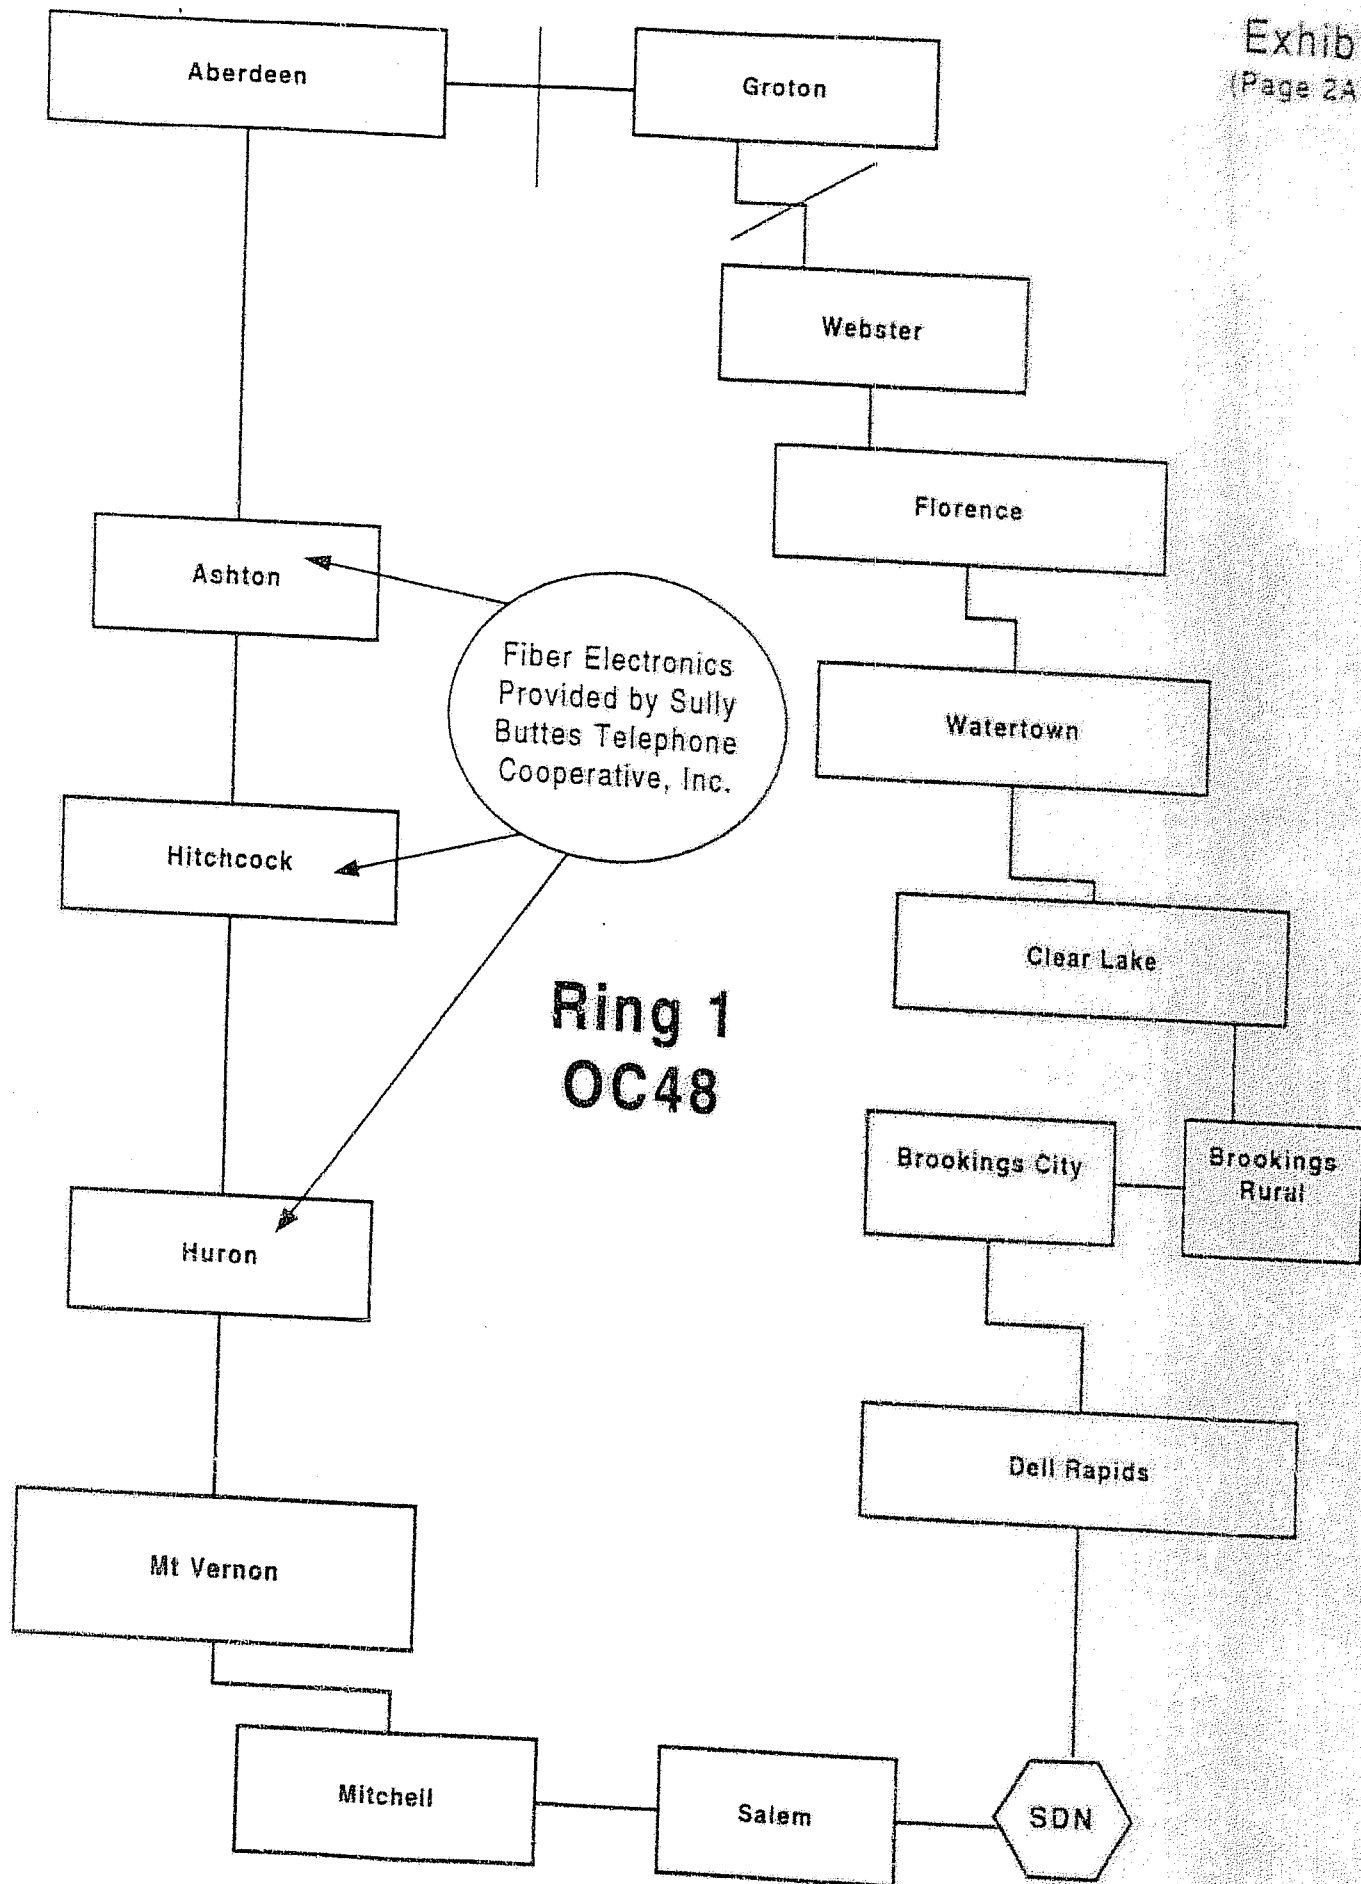 Exhib
(Page 2A
Aberdeen
Groton
Webster
Florence
Ashton
Fiber Electronics
Provided by Sully
Buttes Telephone
Cooperative, Inc.
Watertown
Hitchcock
Clear Lake
Ring 1
OC48
Brookings City
Brookings
Rural
Huron
Dell Rapids
Mt Vernon
Mitchell
Salem
SDN